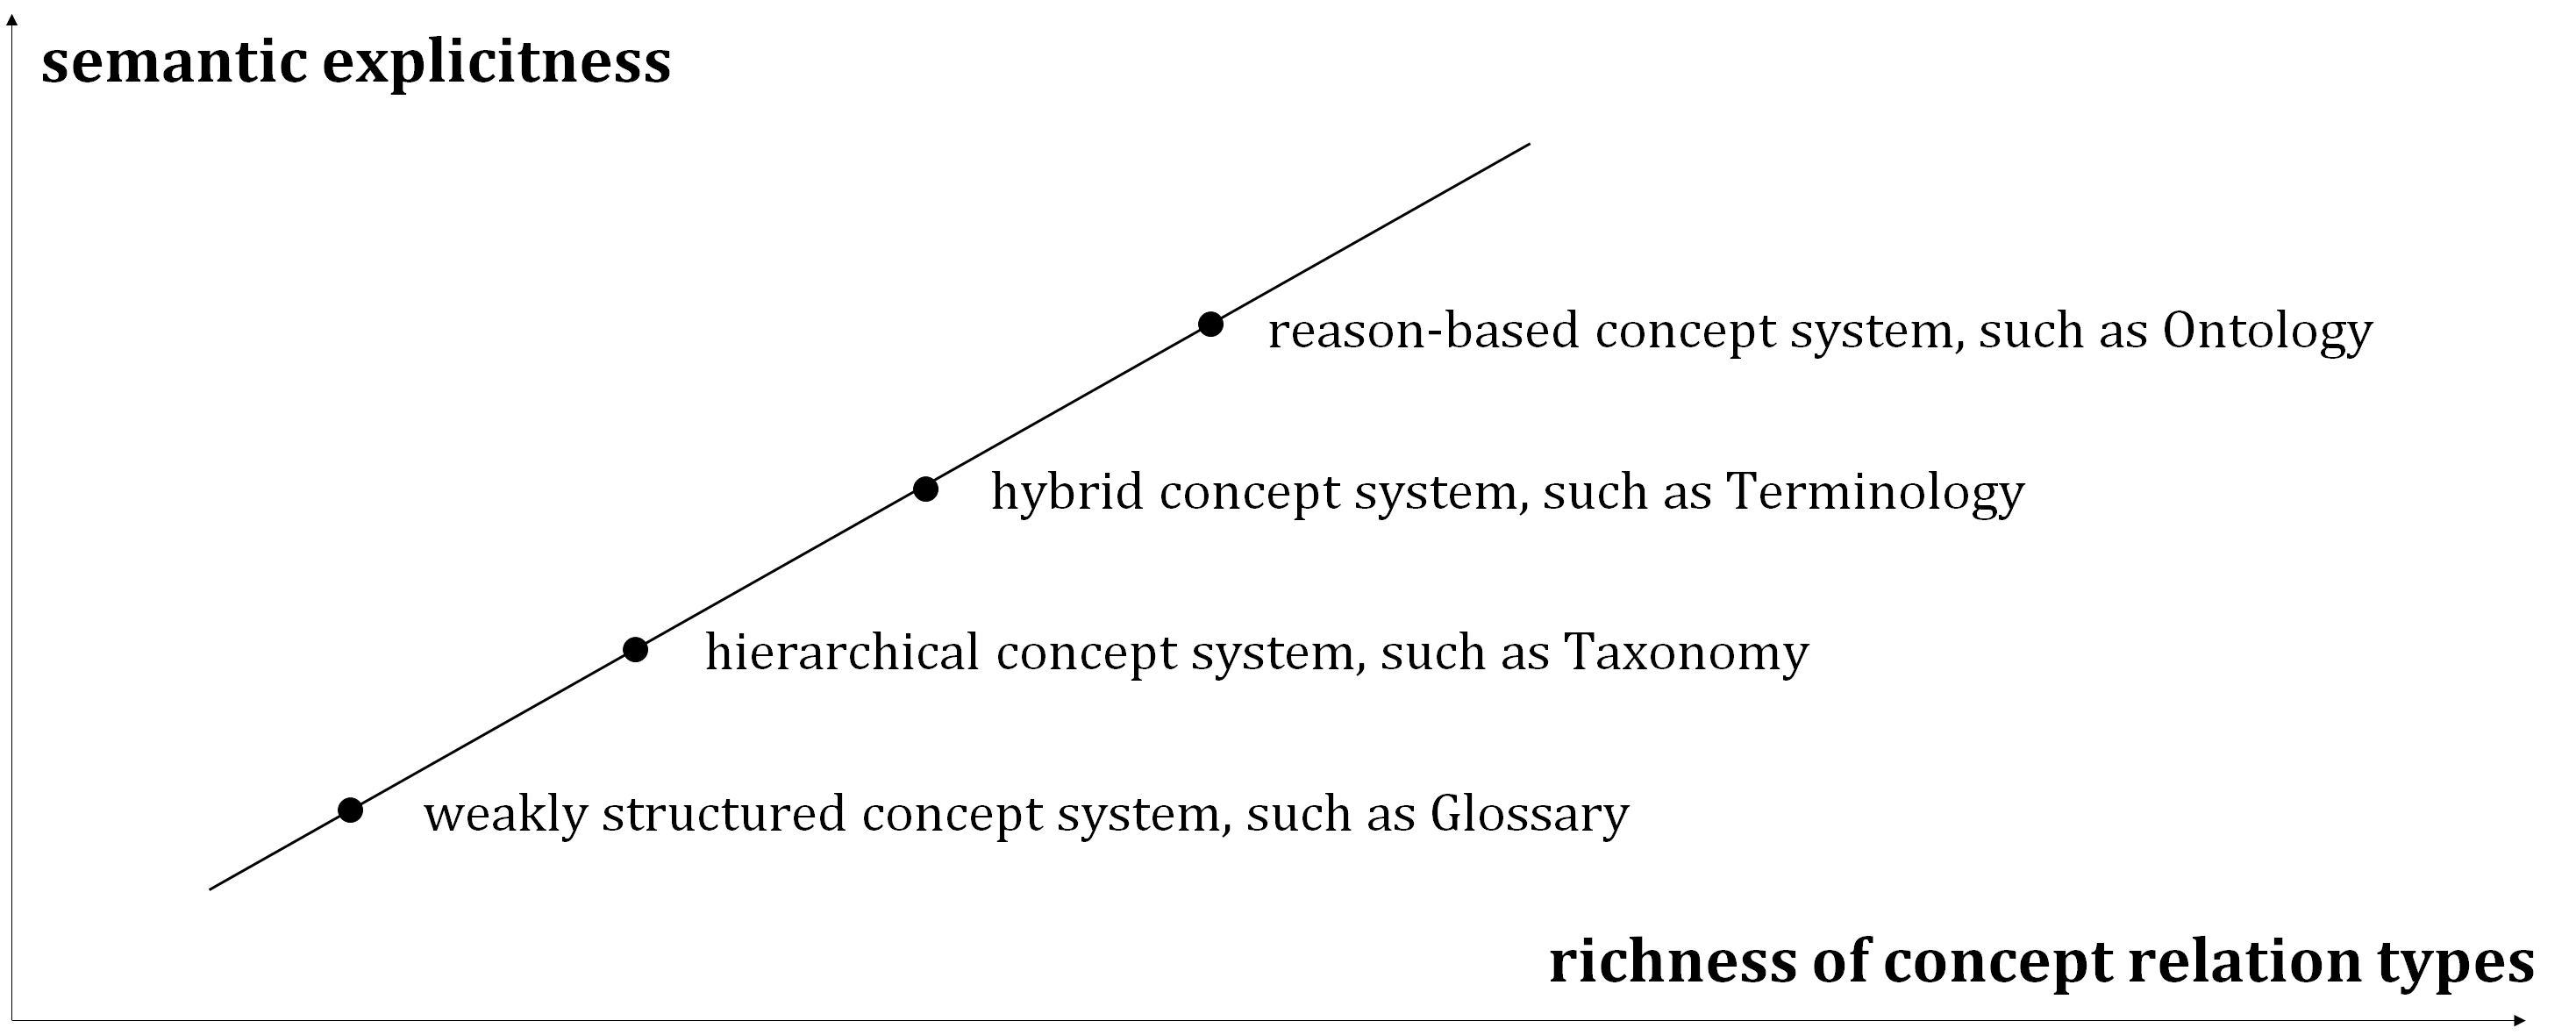 semantic explicitness
reason-based concept system, such as Ontology
hybrid concept system, such as Terminology
hierarchical concept system, such as Taxonomy
weakly structured concept system, such as Glossary
richness of concept relation types